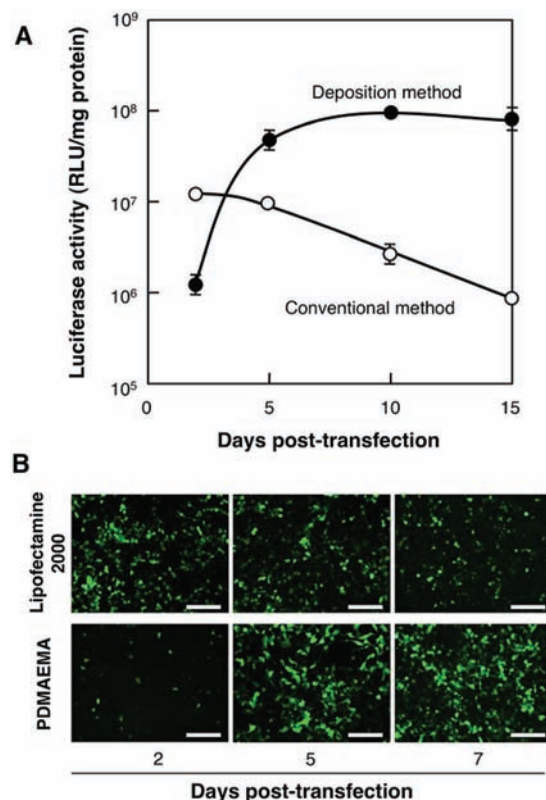 A
Luciferase activity (RLU/mg protein)
10⁹
10⁸
10⁷
10⁶
10⁵
Deposition method
Conventional method
0 5 10 15
Days post-transfection
B
Lipofectamine
2000
PDMAEMA
2 5 7
Days post-transfection